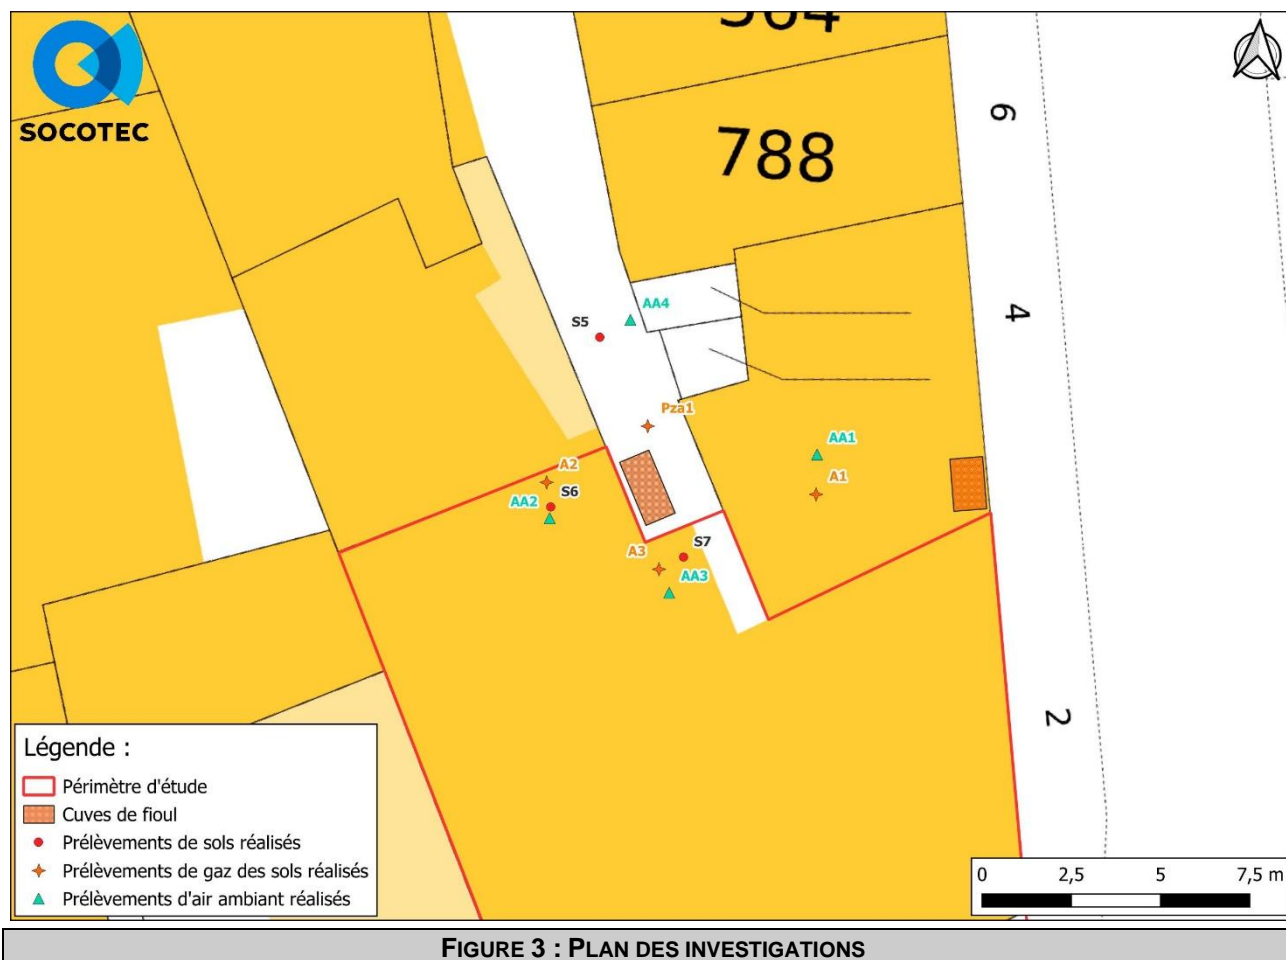 SOCOTEC
788
6
4
AA4
S5
Pza1
AA1
A2
A1
S6
AA2
S7
A3
AA3
2
Légende :
Périmètre d'étude
Cuves de fioul
Prélèvements de sols réalisés
Prélèvements de gaz des sols réalisés
Prélèvements d'air ambiant réalisés
0 2,5 5 7,5 m
FIGURE 3 : PLAN DES INVESTIGATIONS